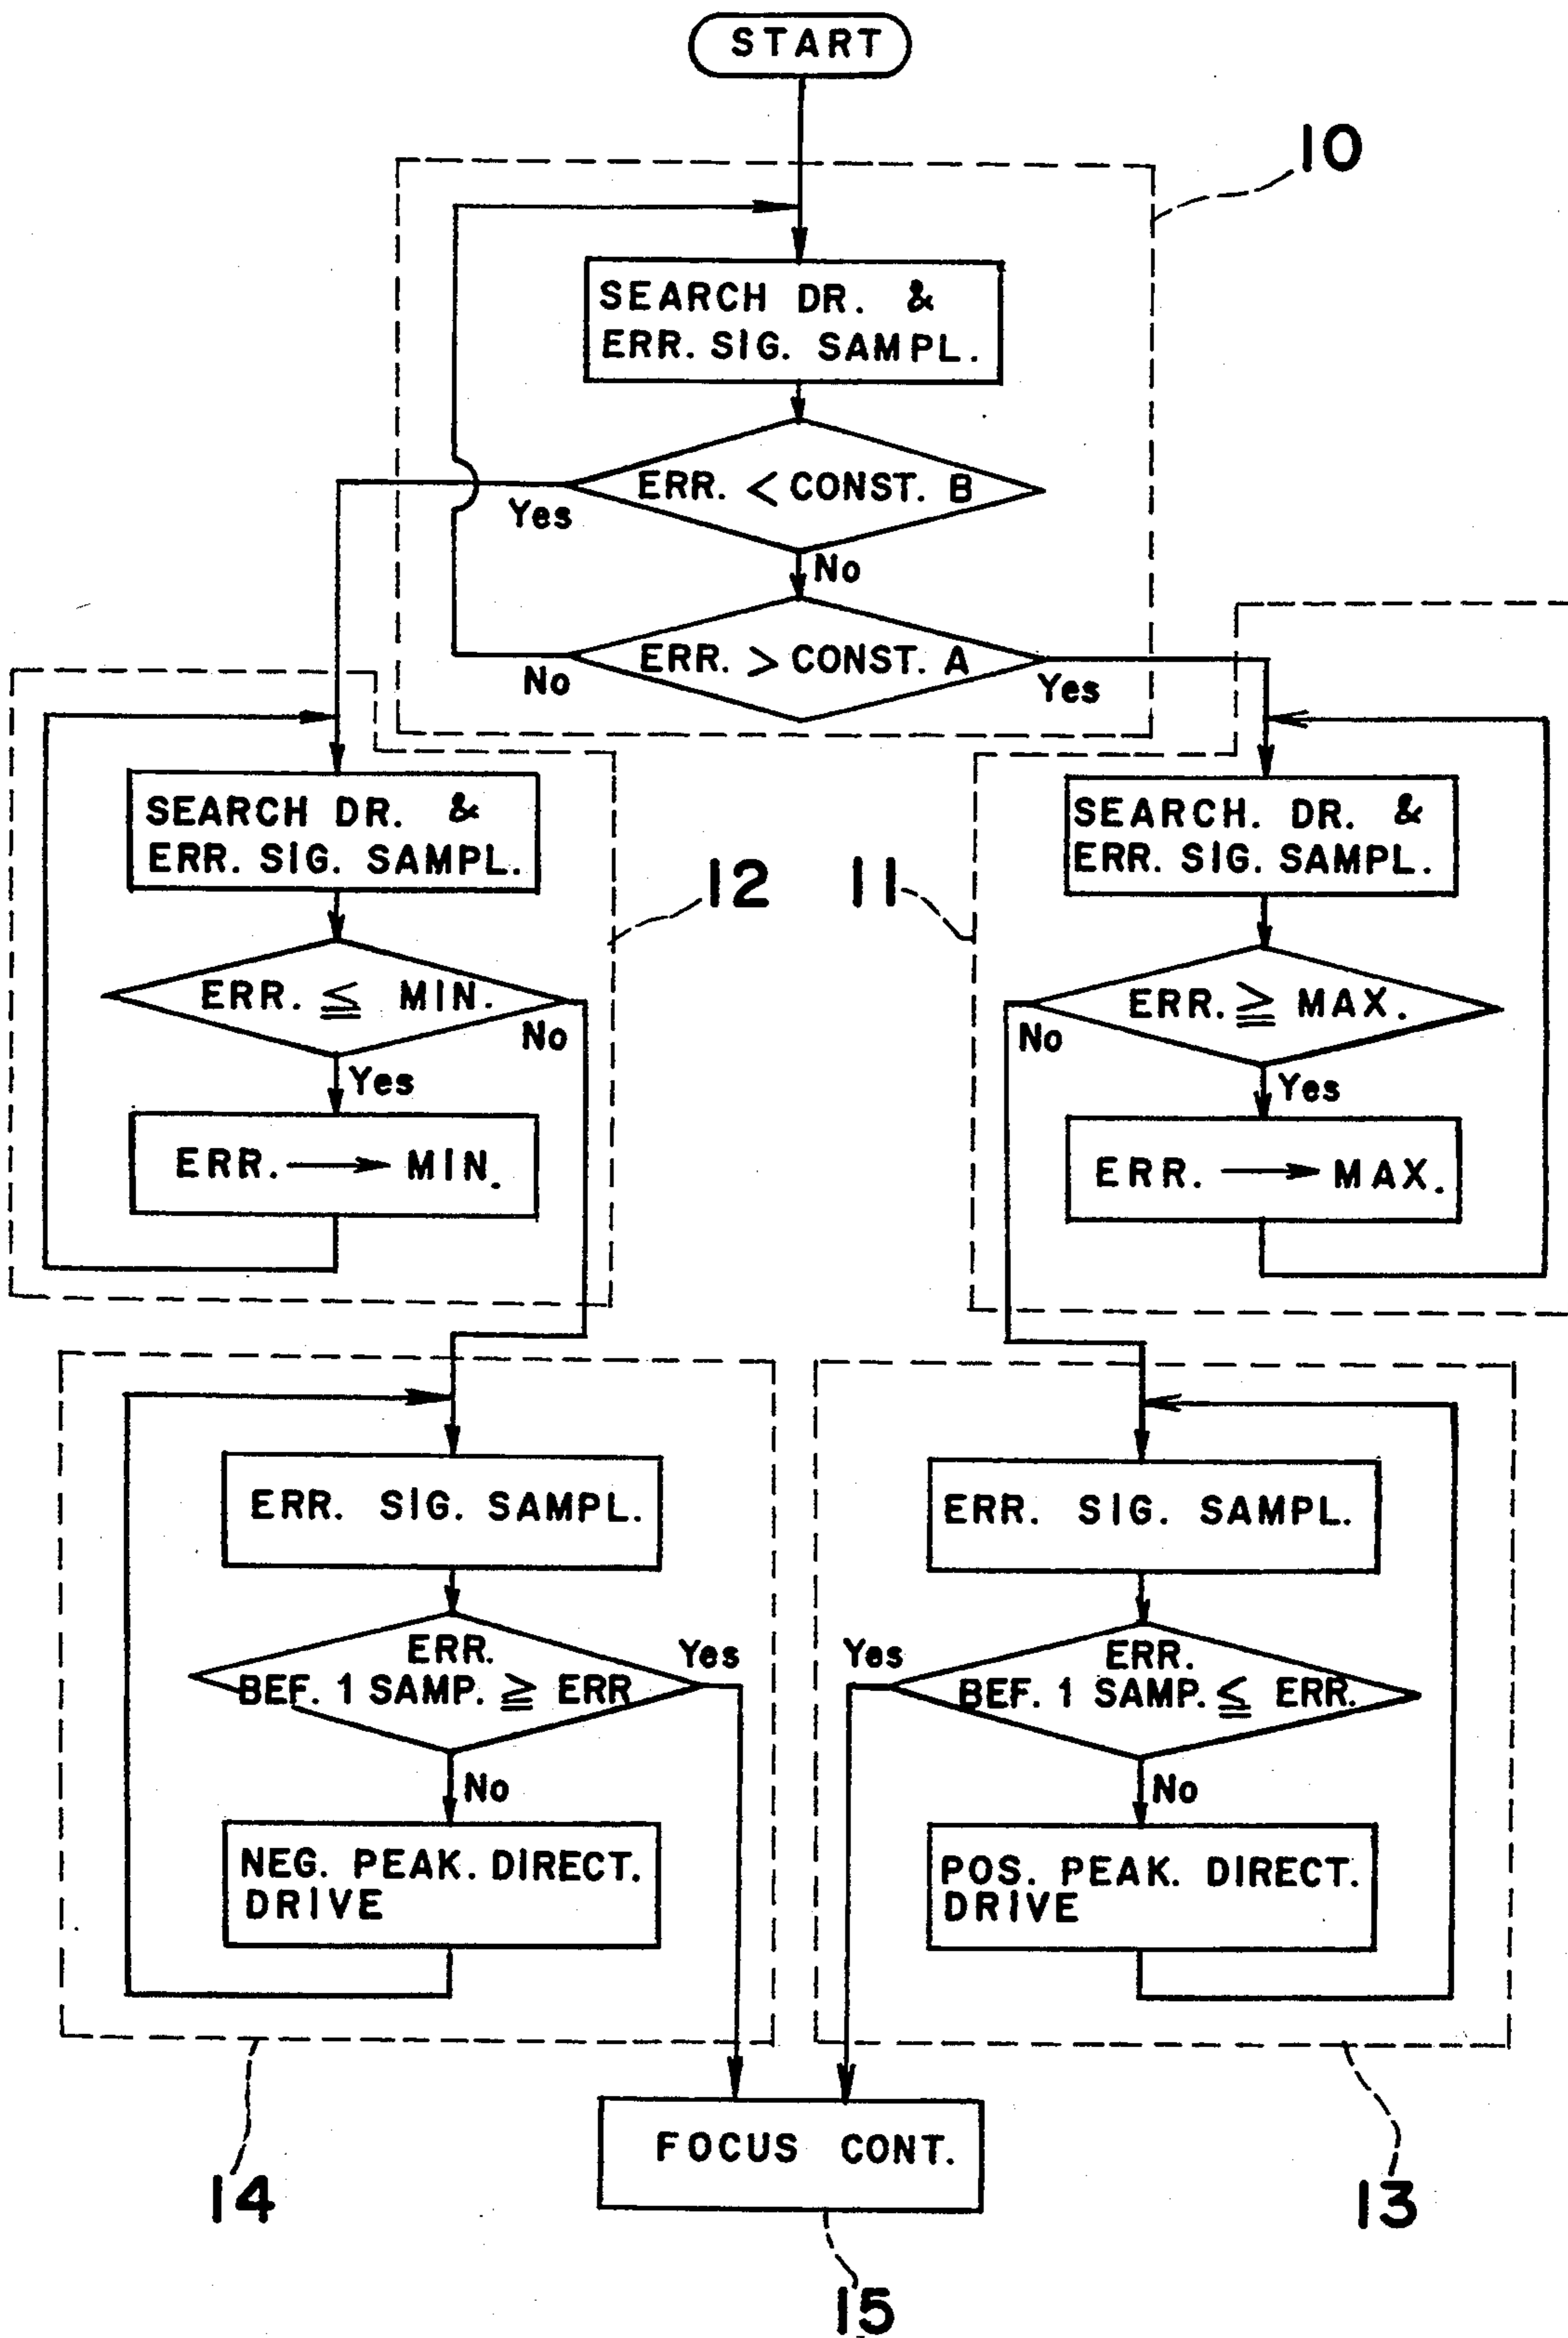 START
10
SEARCH DR. &
ERR. SIG. SAMPL.
ERR. < CONST. B
Yes
No
ERR. > CONST. A
No
Yes
SEARCH DR. &
ERR. SIG. SAMPL.
12
ERR. ≦ MIN.
No
Yes
ERR. → MIN.
11
SEARCH. DR. &
ERR. SIG. SAMPL.
ERR. ≧ MAX.
No
Yes
ERR. → MAX.
ERR. SIG. SAMPL.
ERR.
BEF. 1 SAMP. ≧ ERR
Yes
No
NEG. PEAK. DIRECT.
DRIVE
14
ERR. SIG. SAMPL.
ERR.
BEF. 1 SAMP. ≦ ERR.
Yes
No
POS. PEAK. DIRECT.
DRIVE
13
FOCUS CONT.
15